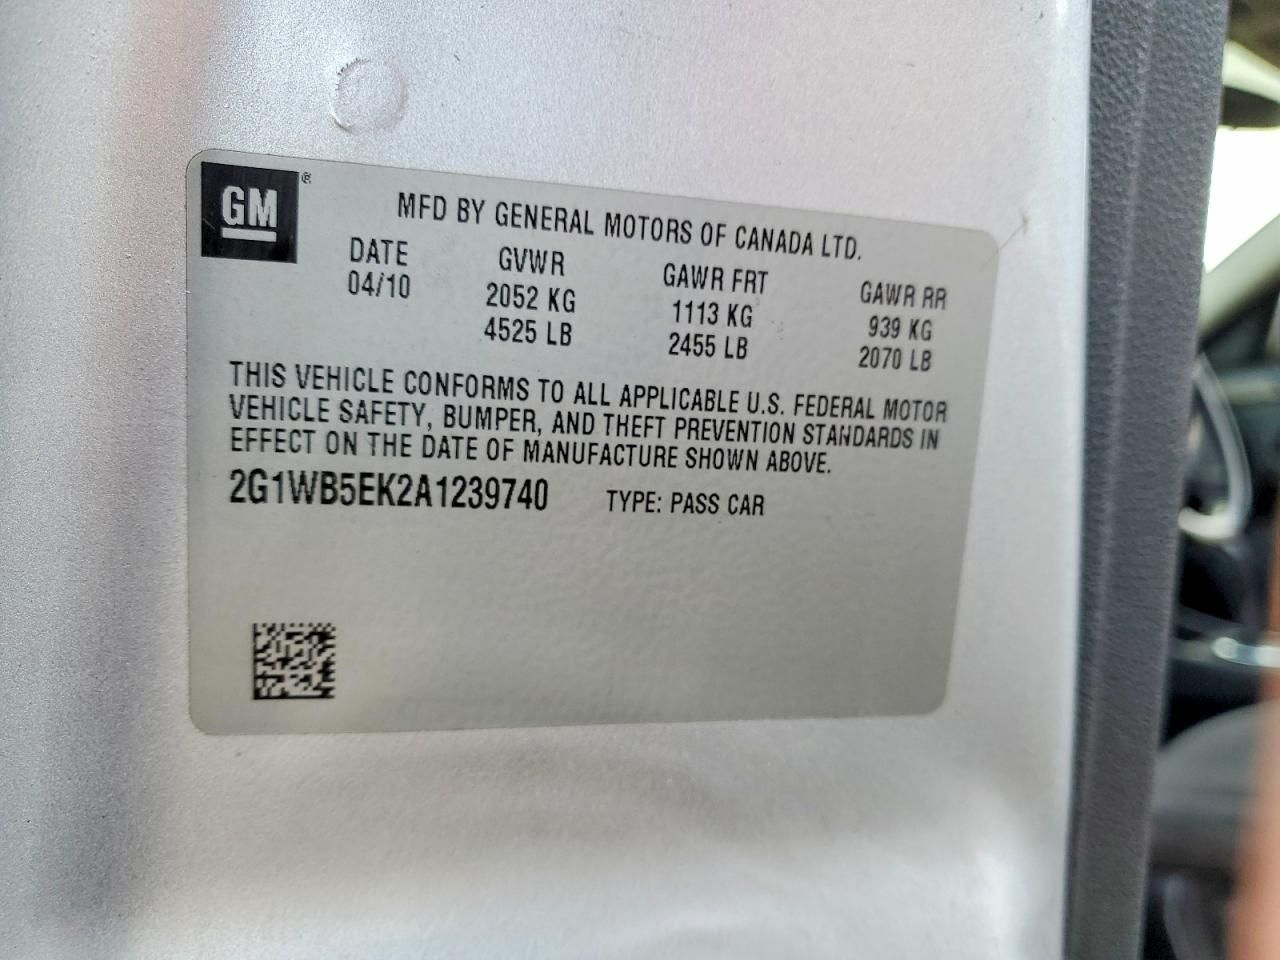 GM®
MFD BY GENERAL MOTORS OF CANADA LTD.
DATE GVWR GAWR FRT GAWR RR
04/10 2052 KG 1113 KG 939 KG
4525 LB 2455 LB 2070 LB
THIS VEHICLE CONFORMS TO ALL APPLICABLE U.S. FEDERAL MOTOR
VEHICLE SAFETY, BUMPER, AND THEFT PREVENTION STANDARDS IN
EFFECT ON THE DATE OF MANUFACTURE SHOWN ABOVE.
2G1WB5EK2A1239740 TYPE: PASS CAR